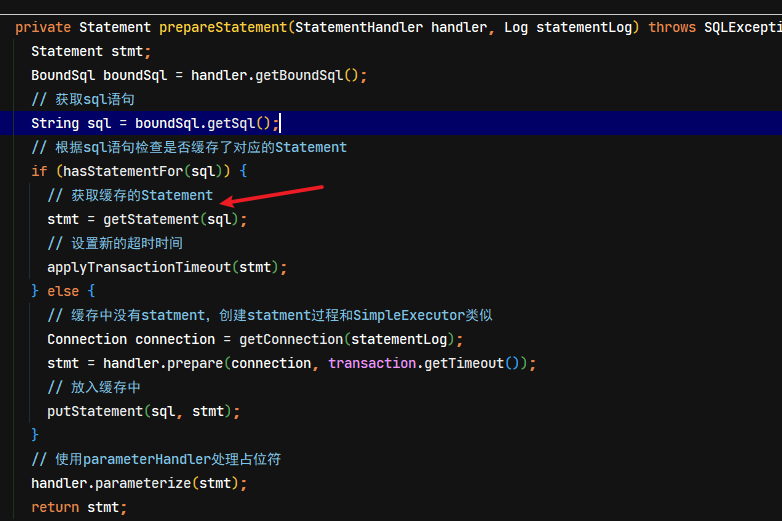 private Statement prepareStatement(StatementHandler handler, Log statementLog) throws SQLExcepti
Statement stmt;
BoundSql boundSql = handler.getBoundSql();
// 获取sql语句
String sql = boundSql.getSql();
// 根据sql语句检查是否缓存了对应的Statement
if (hasStatementFor(sql)) {
// 获取缓存的Statement
stmt = getStatement(sql);
// 设置新的超时时间
applyTransactionTimeout(stmt);
} else {
// 缓存中没有statment，创建statment过程和SimpleExecutor类似
Connection connection = getConnection(statementLog);
stmt = handler.prepare(connection, transaction.getTimeout());
// 放入缓存中
putStatement(sql, stmt);
}
// 使用parameterHandler处理占位符
handler.parameterize(stmt);
return stmt;